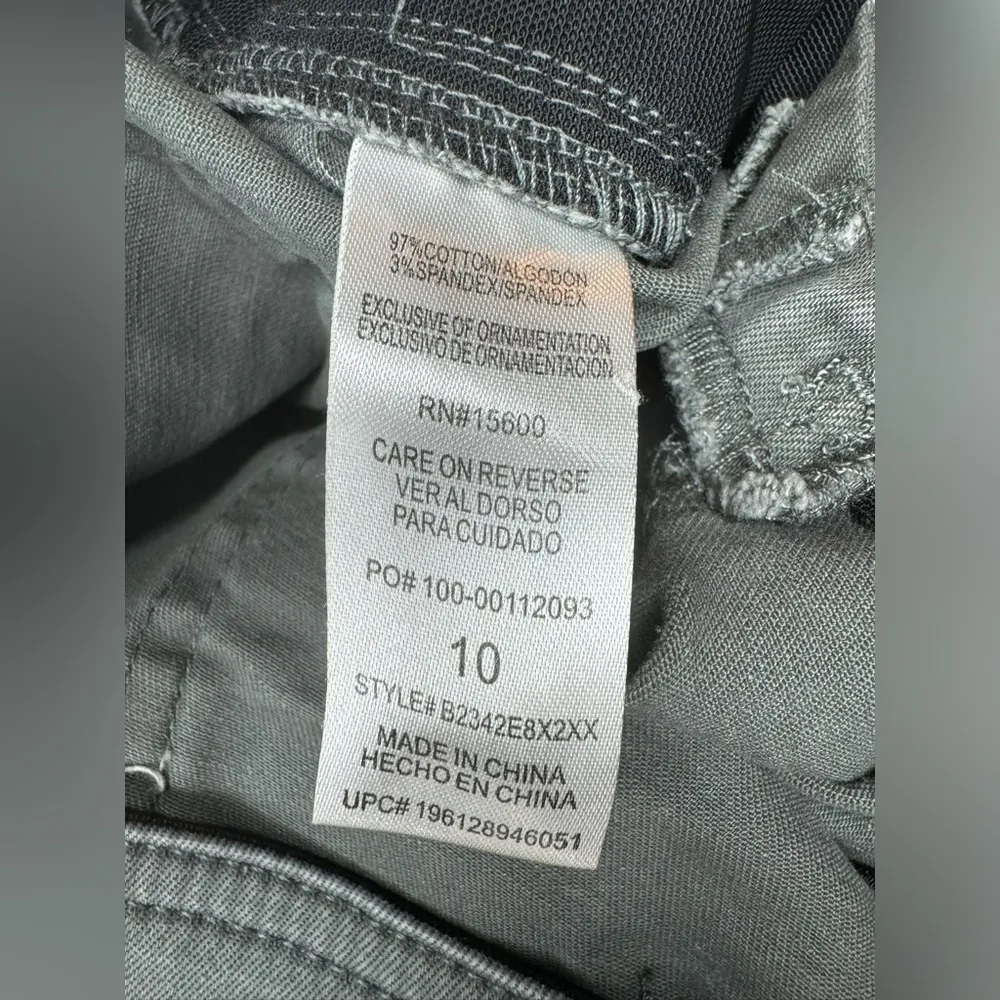 97%COTTON/ALGODON
3%SPANDEX/SPANDEX
EXCLUSIVE OF ORNAMENTATION
EXCLUSIVO DE ORNAMENTACION
RN#15600
CARE ON REVERSE
VER AL DORSO
PARA CUIDADO
PO# 100-00112093
10
STYLE# B2342E8X2XX
MADE IN CHINA
HECHO EN CHINA
UPC# 196128946051